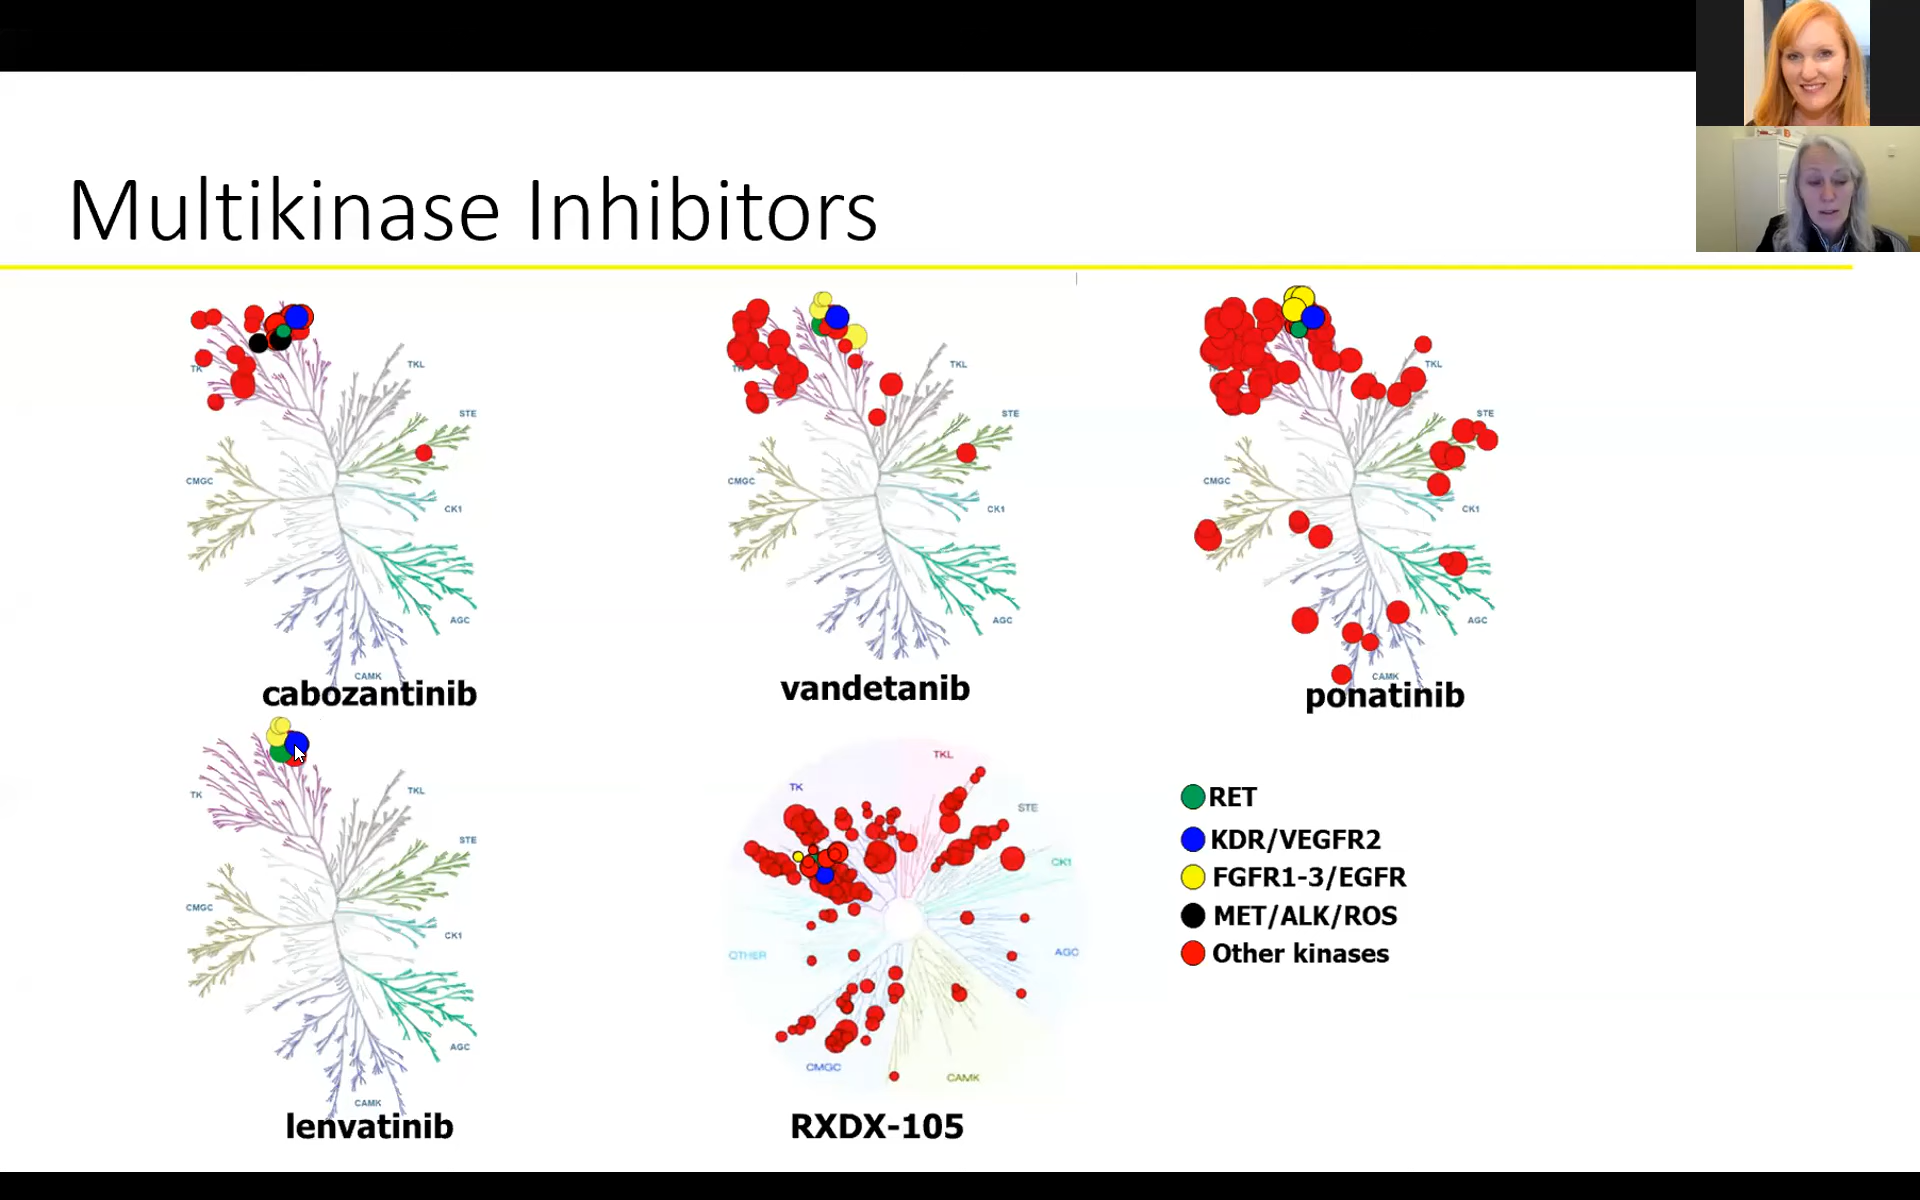 Multikinase Inhibitors
TK
TKL
STE
CMGC
CK1
AGC
CAMK
cabozantinib
TK
TKL
STE
CMGC
CK1
AGC
vandetanib
TKL
STE
CMGC
CK1
AGC
CAMK
ponatinib
TK
TKL
STE
CMGC
CK1
AGC
CAMK
lenvatinib
TKL
TK
STE
CK1
OTHER
AGC
CMGC
CAMK
RXDX-105
RET
KDR/VEGFR2
FGFR1-3/EGFR
MET/ALK/ROS
Other kinases